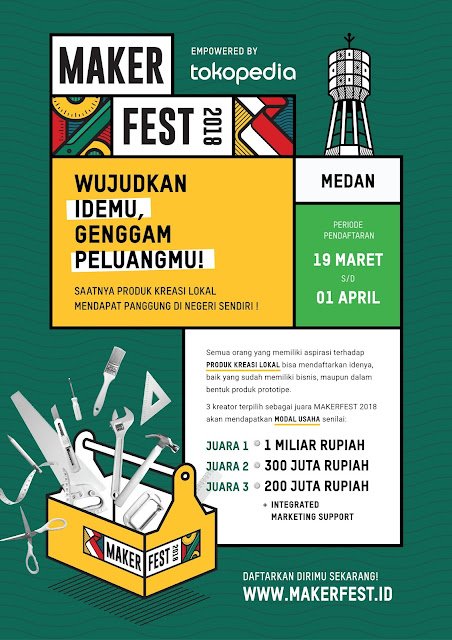 MAKER
FEST 2018
EMPOWERED BY
tokopedia
WUJUDKAN
IDEMU,
GENGGAM
PELUANGMU!
SAATNYA PRODUK KREASI LOKAL
MENDAPAT PANGGUNG DI NEGERI SENDIRI !
MEDAN
PERIODE
PENDAFTARAN
19 MARET
S/D
01 APRIL
Semua orang yang memiliki aspirasi terhadap
PRODUK KREASI LOKAL bisa mendaftarkan idenya,
baik yang sudah memiliki bisnis, maupun dalam
bentuk produk prototipe.
3 kreator terpilih sebagai juara MAKERFEST 2018
akan mendapatkan MODAL USAHA senilai:
JUARA 1 1 MILIAR RUPIAH
JUARA 2 300 JUTA RUPIAH
JUARA 3 200 JUTA RUPIAH
+ INTEGRATED
MARKETING SUPPORT
MAKER FEST 2018
DAFTARKAN DIRIMU SEKARANG!
WWW.MAKERFEST.ID